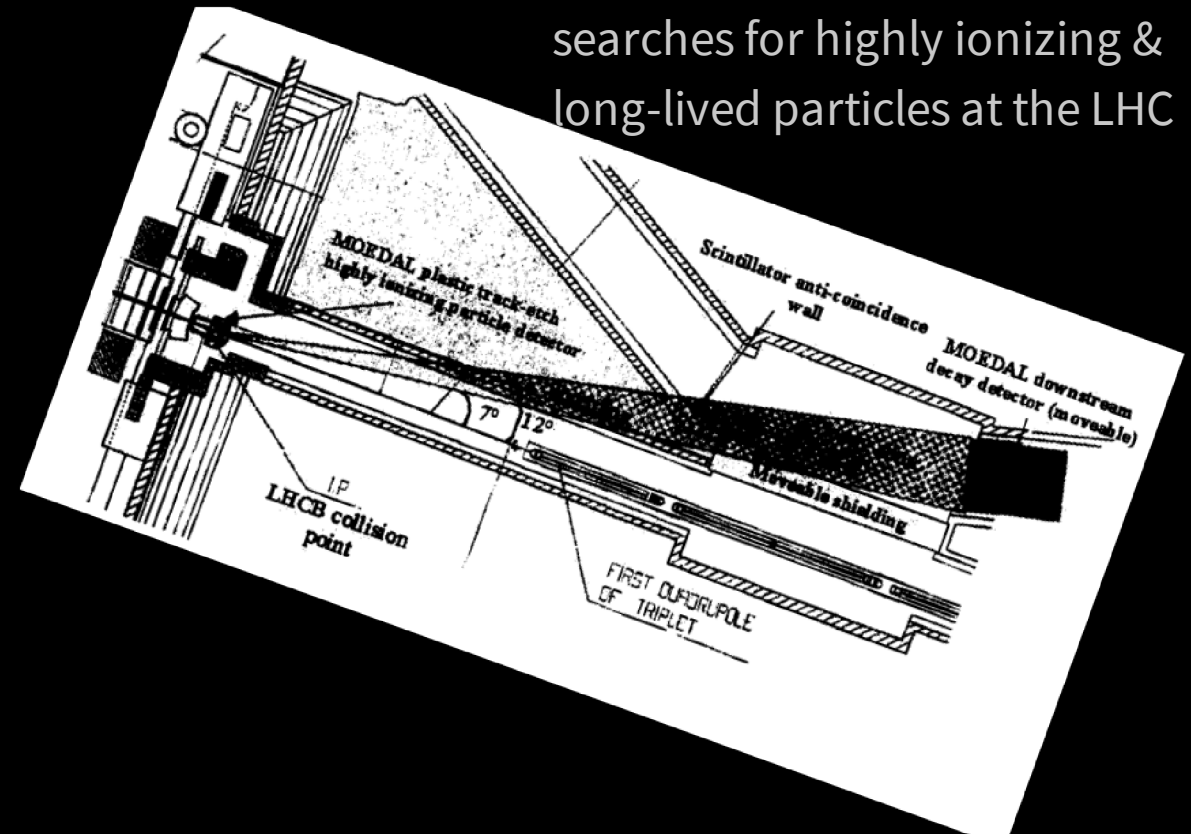 searches for highly ionizing &
long-lived particles at the LHC
MOEDAL plastic track-etch
highly ionizing particle detector
Scintillator anti-coincidence
wall
MOEDAL downstream
decay detector (moveable)
7° 12°
Moveable shielding
I.P
LHCB collision
point
FIRST QUADRUPOLE
OF TRIPLET